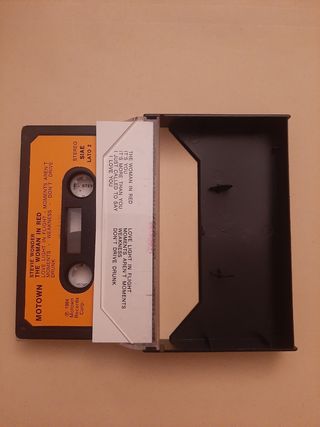 MOTOWN
STEVIE WONDER
THE WOMAN IN RED
LOVE LIGHT IN FLIGHT - MOMENTS AREN'T
MOMENTS - WEAKNESS - DON'T DRIVE
DRUNK
STEREO
SIAE
LATO 2
℗ 1984
Motown
Records
Corp.
THE WOMAN IN RED
IT'S YOU
IT'S MORE THAN YOU
I JUST CALLED TO SAY
I LOVE YOU
LOVE LIGHT IN FLIGHT
MOMENTS AREN'T MOMENTS
WEAKNESS
DON'T DRIVE DRUNK